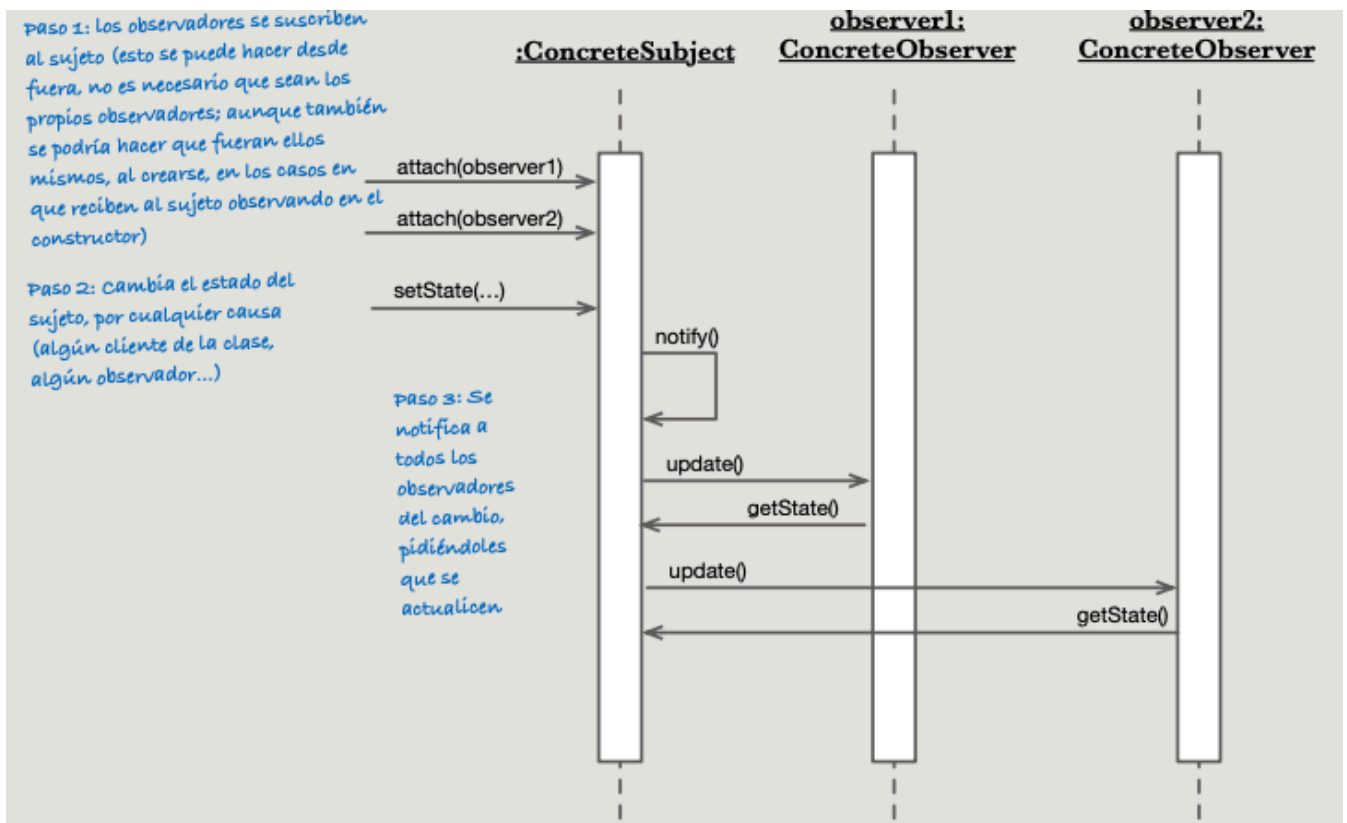 Paso 1: los observadores se suscriben
al sujeto (esto se puede hacer desde
fuera, no es necesario que sean los
propios observadores; aunque también
se podría hacer que fueran ellos
mismos, al crearse, en los casos en
que reciben al sujeto observando en el
constructor)
:ConcreteSubject
observer1:
ConcreteObserver
observer2:
ConcreteObserver
attach(observer1)
attach(observer2)
Paso 2: Cambia el estado del
sujeto, por cualquier causa
(algún cliente de la clase,
algún observador...)
setState(...)
notify()
Paso 3: Se
notifica a
todos los
observadores
del cambio,
pidiéndoles
que se
actualicen
update()
getState()
update()
getState()